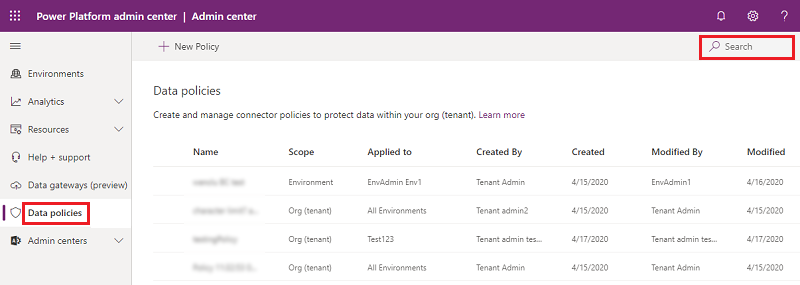 Power Platform admin center | Admin center
New Policy
Search
Environments
Analytics
Resources
Help + support
Data gateways (preview)
Data policies
Admin centers
Data policies
Create and manage connector policies to protect data within your org (tenant). Learn more
Name Scope Applied to Created By Created Modified By Modified
Environment EnvAdmin Env1 Tenant Admin 4/15/2020 EnvAdmin1 4/16/2020
Org (tenant) All Environments Tenant admin2 4/15/2020 Tenant Admin 4/15/2020
Org (tenant) Test123 Tenant admin tes... 4/17/2020 Tenant admin tes... 4/17/2020
Org (tenant) All Environments Tenant Admin 4/15/2020 Tenant Admin 4/15/2020